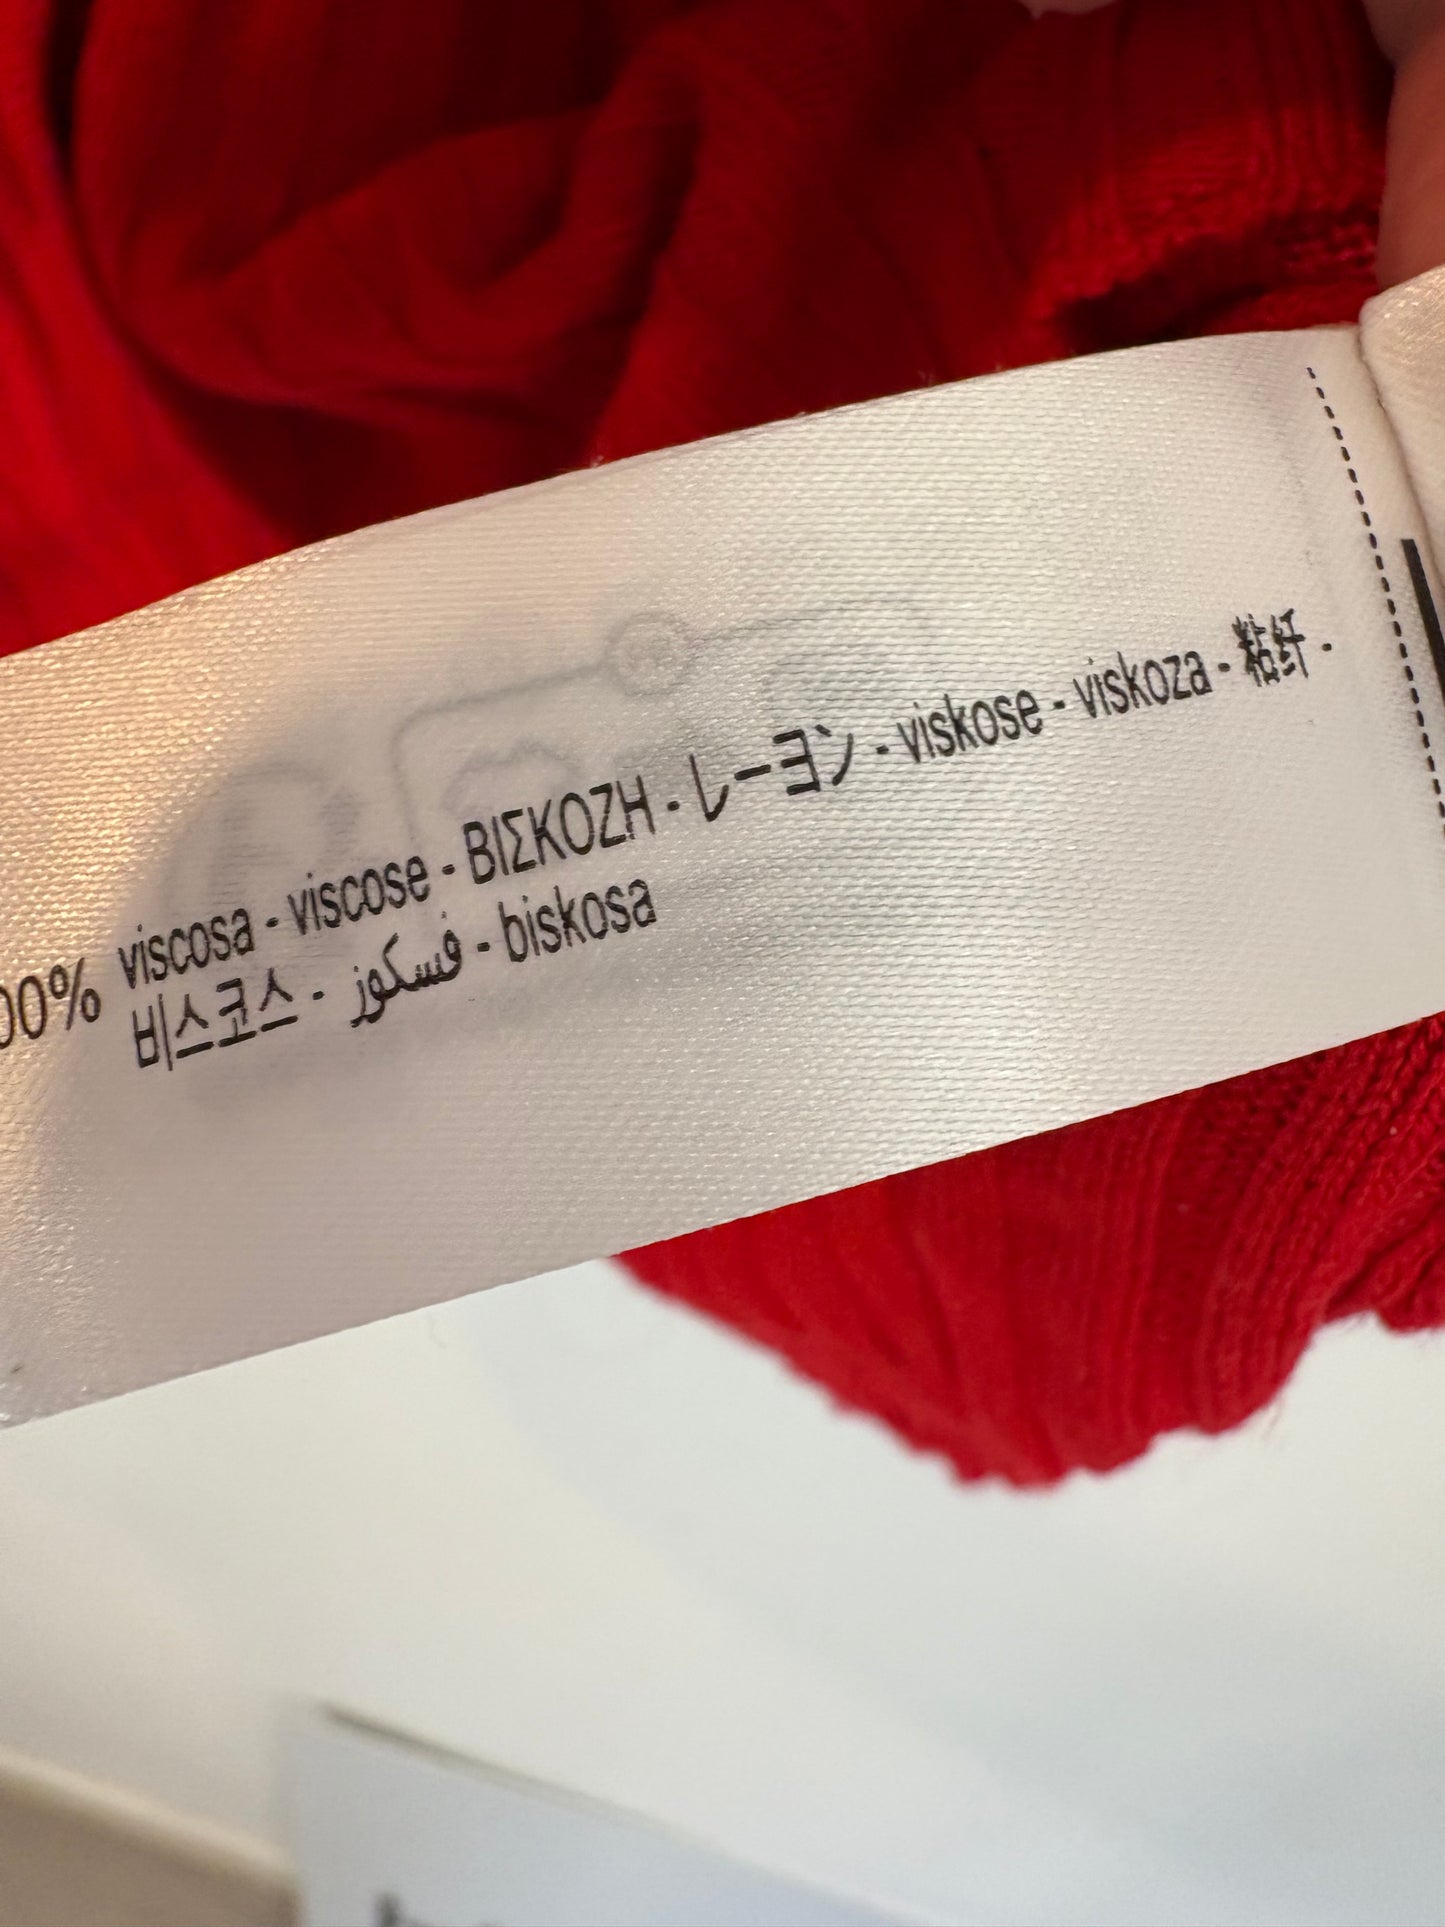 00% viscosa - viscose - ΒΙΣΚΟΖΗ - レーヨン - viskose - viskoza - 粘纤 -
비스코스 - فسكوز - biskosa